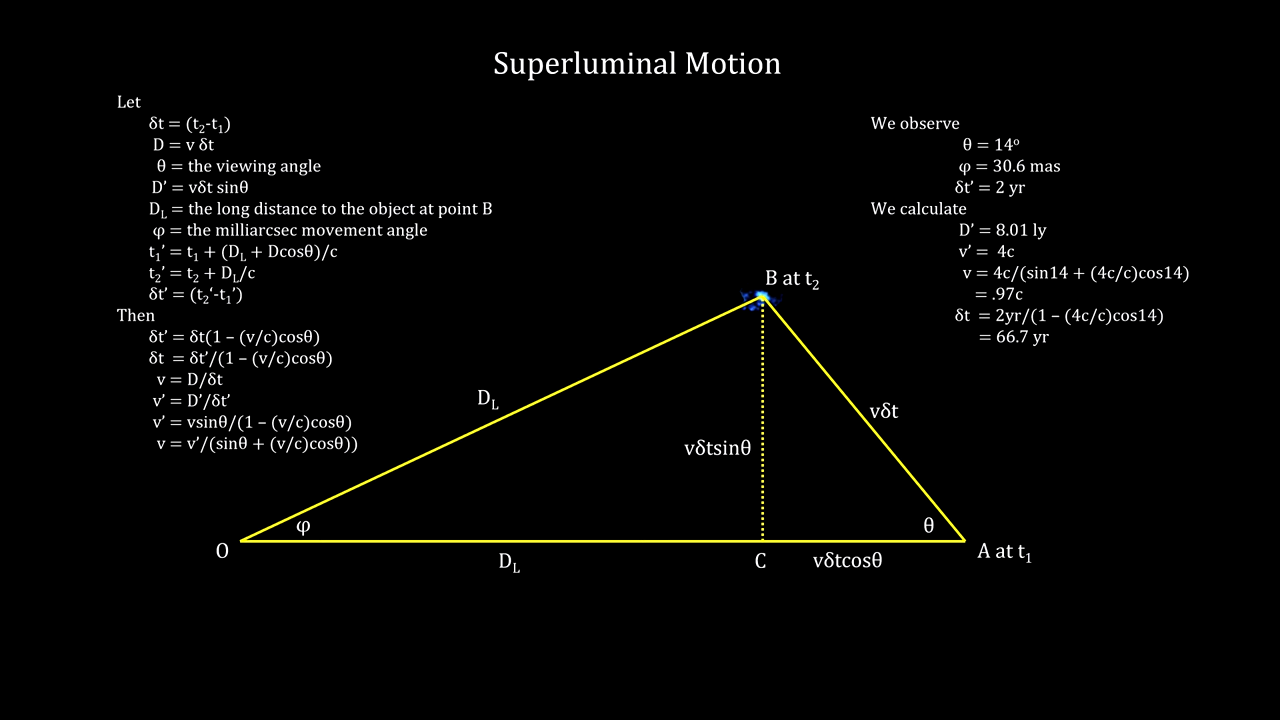 Superluminal Motion
Let
δt = (t₂-t₁)
D = v δt
θ = the viewing angle
D’ = vδt sinθ
D_L = the long distance to the object at point B
φ = the milliarcsec movement angle
t₁’ = t₁ + (D_L + Dcosθ)/c
t₂’ = t₂ + D_L/c
δt’ = (t₂‘-t₁’)
Then
δt’ = δt(1 – (v/c)cosθ)
δt = δt’/(1 – (v/c)cosθ)
v = D/δt
v’ = D’/δt’
v’ = vsinθ/(1 – (v/c)cosθ)
v = v’/(sinθ + (v/c)cosθ))
We observe
θ = 14º
φ = 30.6 mas
δt’ = 2 yr
We calculate
D’ = 8.01 ly
v’ = 4c
v = 4c/(sin14 + (4c/c)cos14)
= .97c
δt = 2yr/(1 – (4c/c)cos14)
= 66.7 yr
B at t₂
D_L
vδt
vδtsinθ
φ
θ
O
D_L
C
vδtcosθ
A at t₁